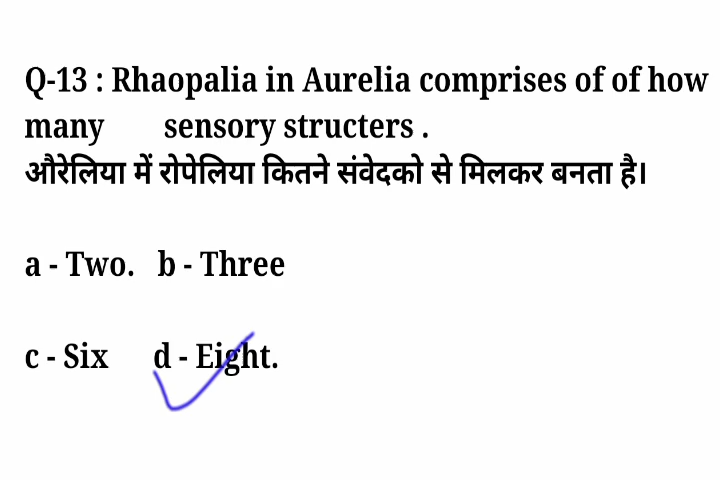 Q-13 : Rhaopalia in Aurelia comprises of of how
many sensory structers .
औरेलिया में रोपेलिया कितने संवेदको से मिलकर बनता है।
a - Two. b - Three
c - Six d - Eight.